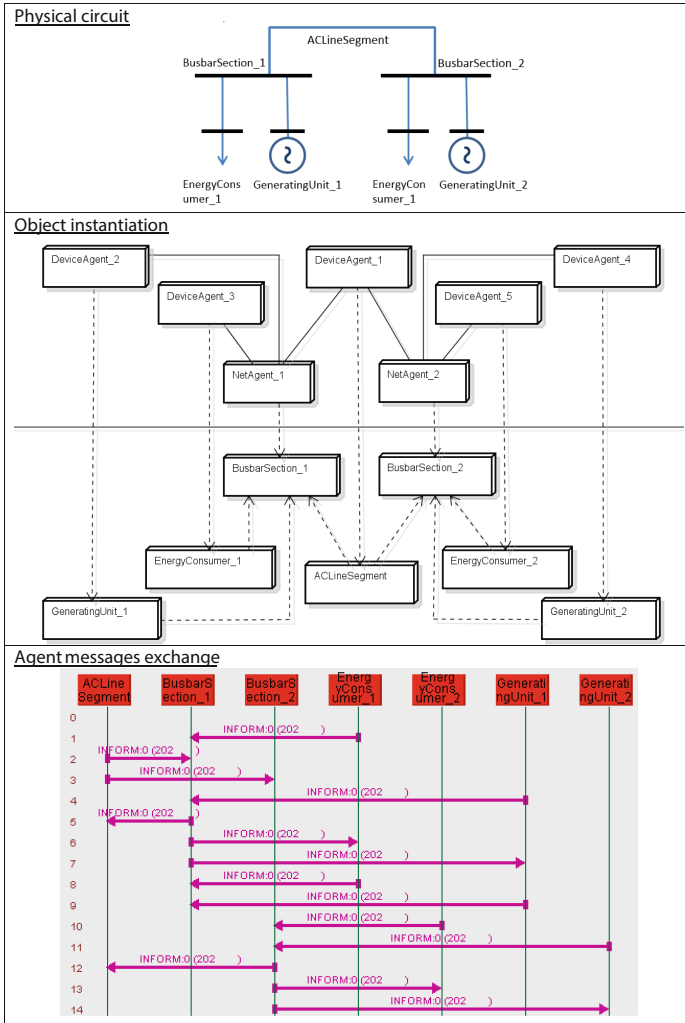 Physical circuit
ACLineSegment
BusbarSection_1
BusbarSection_2
EnergyCons
umer_1
GeneratingUnit_1
EnergyCon
sumer_1
GeneratingUnit_2
Object instantiation
DeviceAgent_2
DeviceAgent_1
DeviceAgent_4
DeviceAgent_3
DeviceAgent_5
NetAgent_1
NetAgent_2
BusbarSection_1
BusbarSection_2
EnergyConsumer_1
EnergyConsumer_2
ACLineSegment
GeneratingUnit_1
GeneratingUnit_2
Agent messages exchange
ACLine
Segment
BusbarS
ection_1
BusbarS
ection_2
Energ
yCons_
umer_1
Energ
yCons_
umer_2
Generati
ngUnit_1
Generati
ngUnit_2
0
1 INFORM:0 (202 )
2 INFORM:0 (202 )
3 INFORM:0 (202 )
4 INFORM:0 (202 )
5 INFORM:0 (202 )
6 INFORM:0 (202 )
7 INFORM:0 (202 )
8 INFORM:0 (202 )
9 INFORM:0 (202 )
10 INFORM:0 (202 )
11 INFORM:0 (202 )
12 INFORM:0 (202 )
13 INFORM:0 (202 )
14 INFORM:0 (202 )